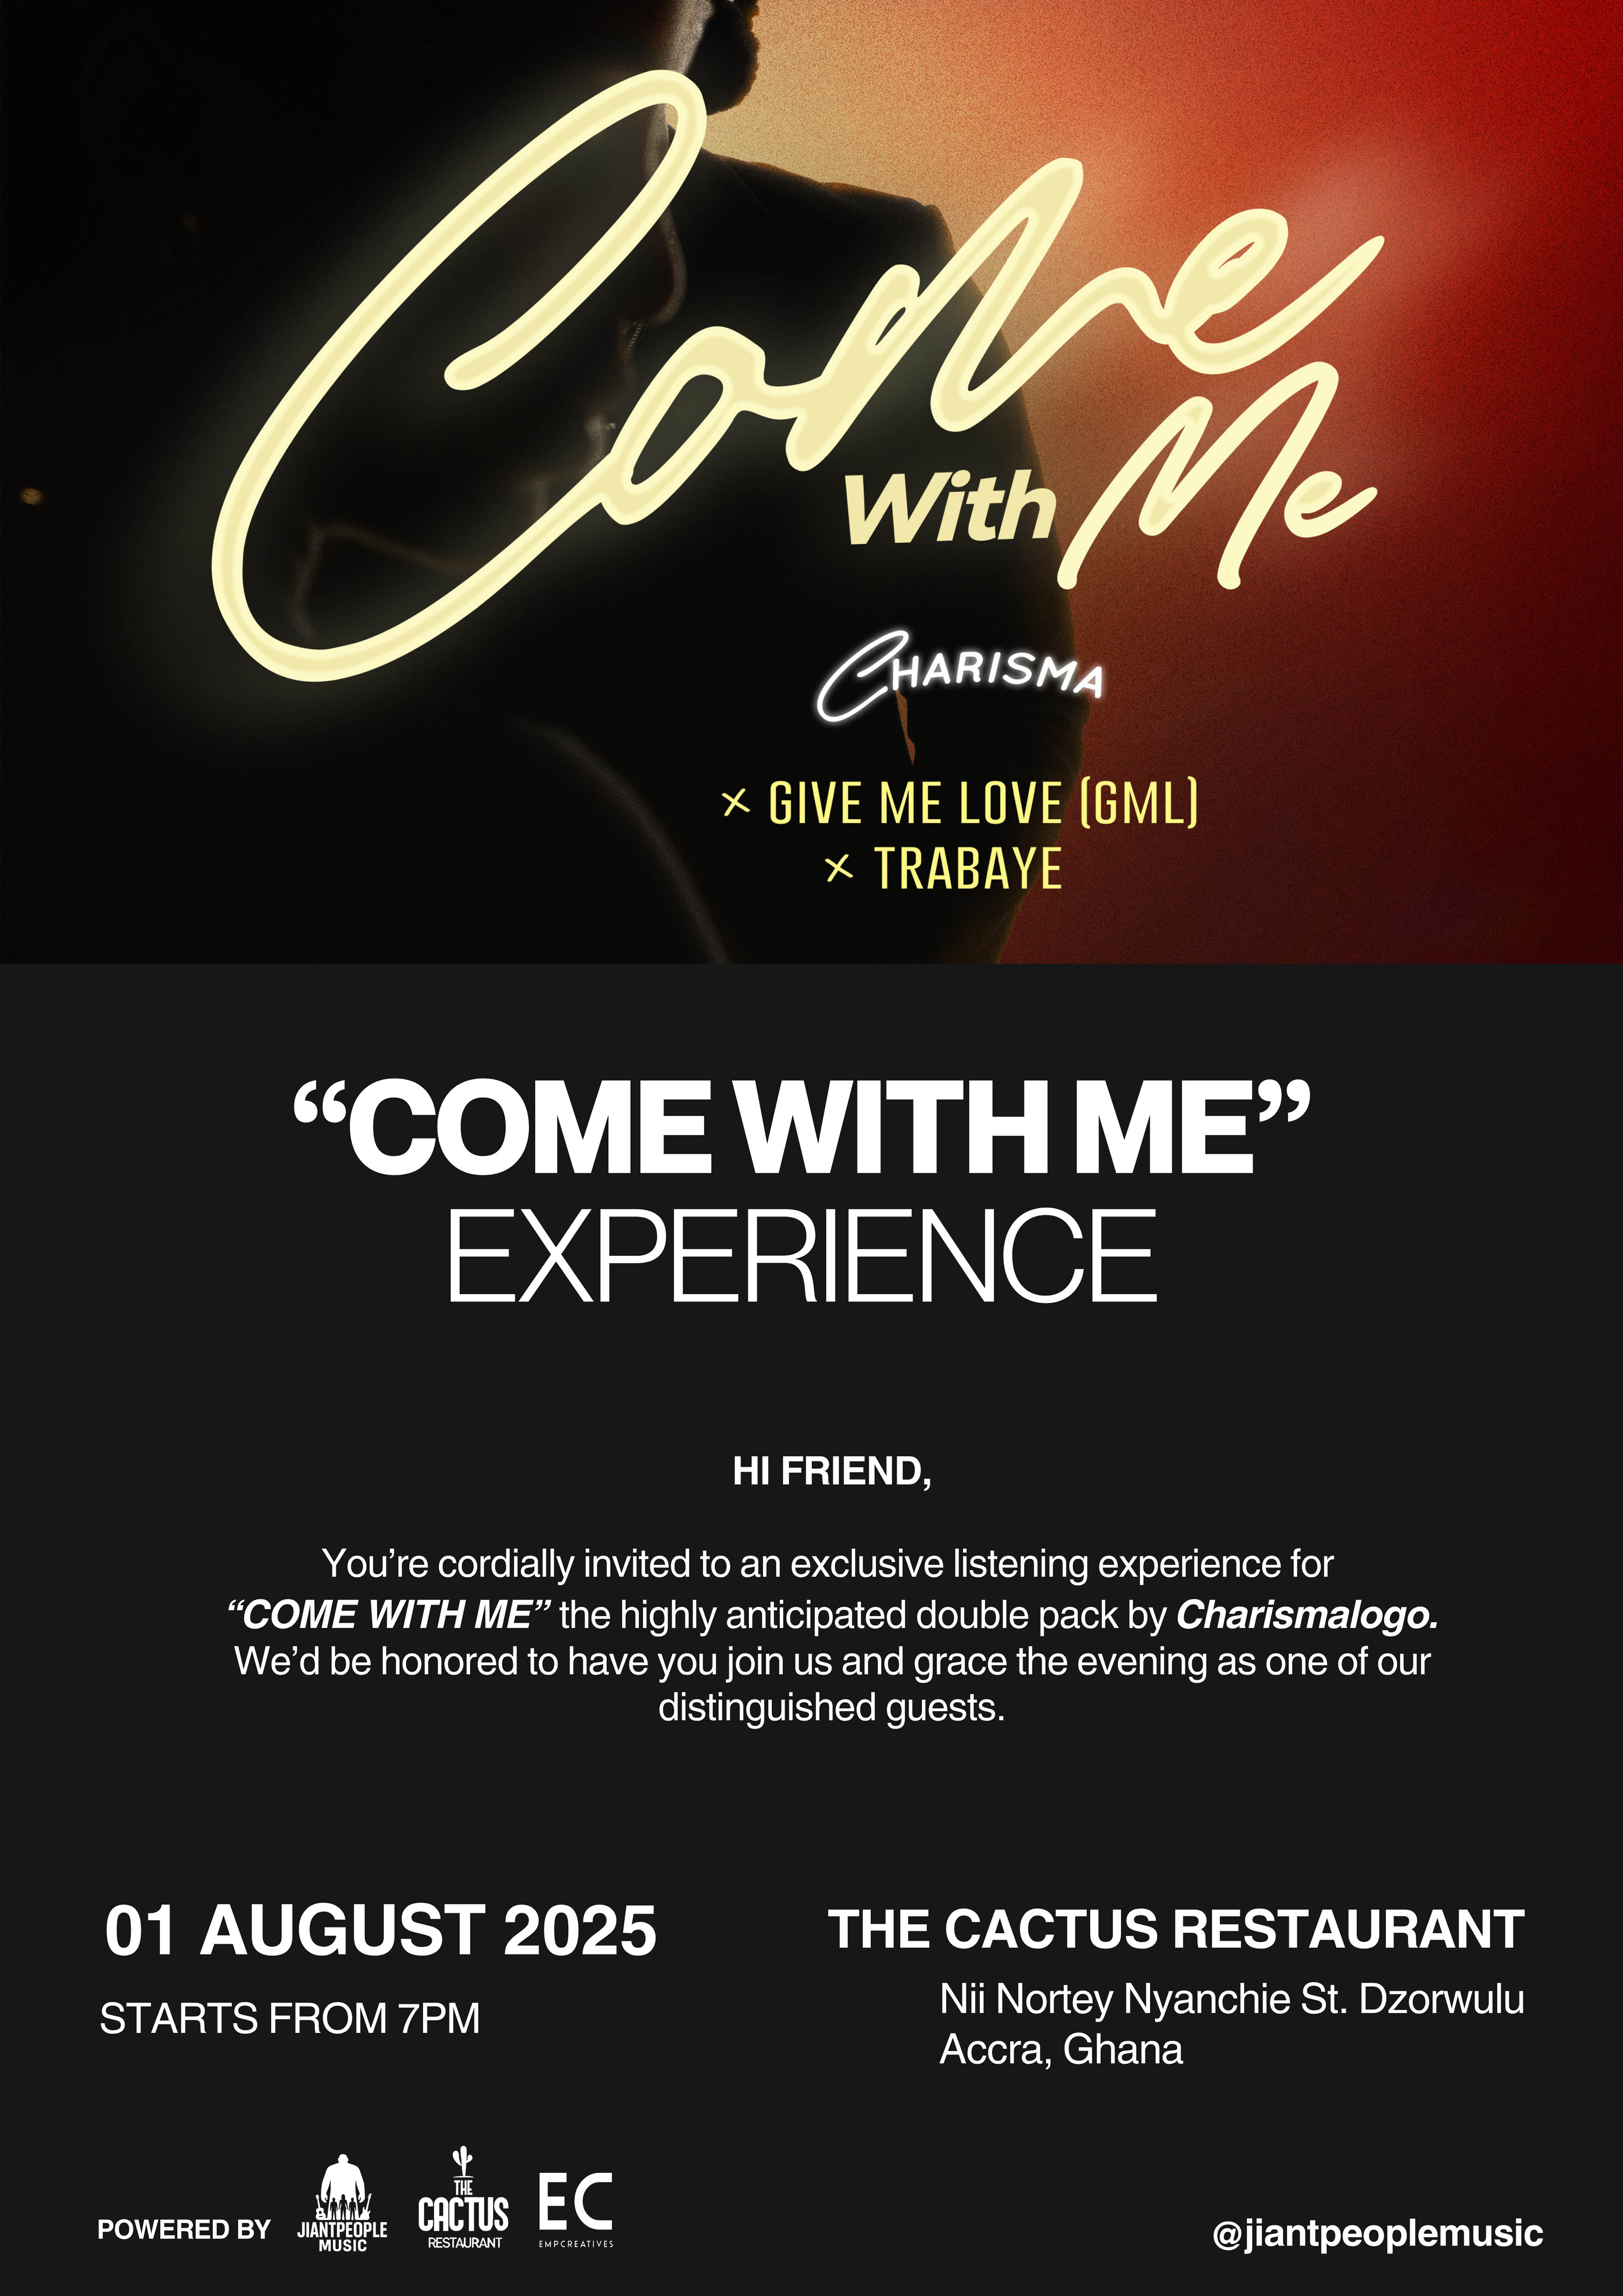 Come
With Me
CHARISMA
× GIVE ME LOVE (GML)
× TRABAYE
“COME WITH ME”
EXPERIENCE
HI FRIEND,
You’re cordially invited to an exclusive listening experience for
“COME WITH ME” the highly anticipated double pack by Charismalogo.
We’d be honored to have you join us and grace the evening as one of our
distinguished guests.
01 AUGUST 2025
STARTS FROM 7PM
THE CACTUS RESTAURANT
Nii Nortey Nyanchie St. Dzorwulu
Accra, Ghana
POWERED BY
JIANTPEOPLE
MUSIC
THE
CACTUS
RESTAURANT
EC
EMPCREATIVES
@jiantpeoplemusic